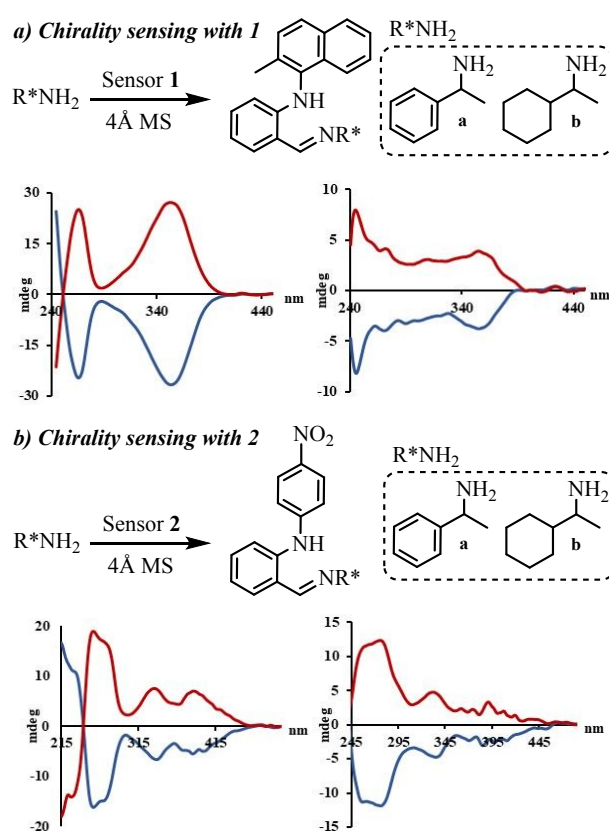 a) Chirality sensing with 1
R*NH2
Sensor 1
4Å MS
R*NH2
NH
NR*
NH2
a
NH2
b
30
15
0
-15
-30
mdeg
240
340
440
nm
10
5
0
-5
-10
mdeg
240
340
440
nm
b) Chirality sensing with 2
R*NH2
Sensor 2
4Å MS
NO2
NH
NR*
R*NH2
NH2
a
NH2
b
20
10
0
-10
-20
mdeg
215
315
415
nm
15
10
5
0
-5
-10
-15
mdeg
245
295
345
395
445
nm